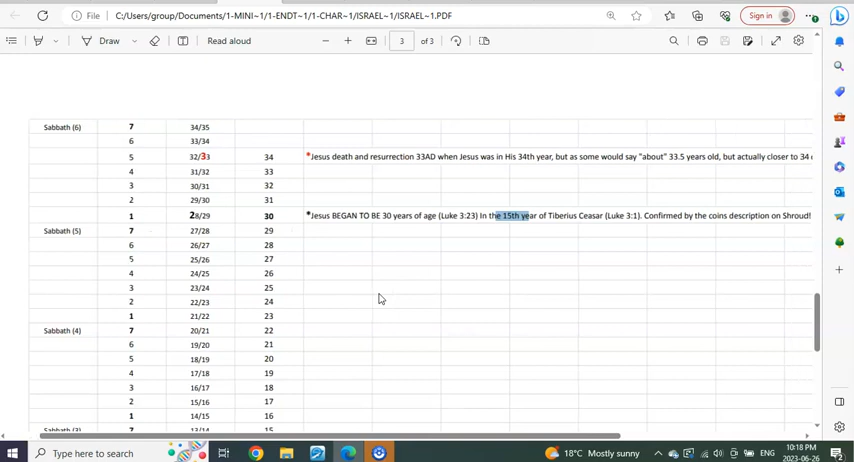 File
C:/Users/group/Documents/1-MINI~1/1-ENDT~1/1-CHAR~1/ISRAEL~1/ISRAEL~1.PDF
Sign in
Draw
Read aloud
3 of 3
Sabbath (6) 7 34/35
6 33/34
5 32/33 34 *Jesus death and resurrection 33AD when Jesus was in His 34th year, but as some would say "about" 33.5 years old, but actually closer to 34
4 31/32 33
3 30/31 32
2 29/30 31
1 28/29 30 *Jesus BEGAN TO BE 30 years of age (Luke 3:23) In the 15th year of Tiberius Ceasar (Luke 3:1). Confirmed by the coins description on Shroud!
Sabbath (5) 7 27/28 29
6 26/27 28
5 25/26 27
4 24/25 26
3 23/24 25
2 22/23 24
1 21/22 23
Sabbath (4) 7 20/21 22
6 19/20 21
5 18/19 20
4 17/18 19
3 16/17 18
2 15/16 17
1 14/15 16
Sabbath (3) 7 13/14 15
Type here to search
18°C Mostly sunny
ENG
10:18 PM
2023-06-26
2